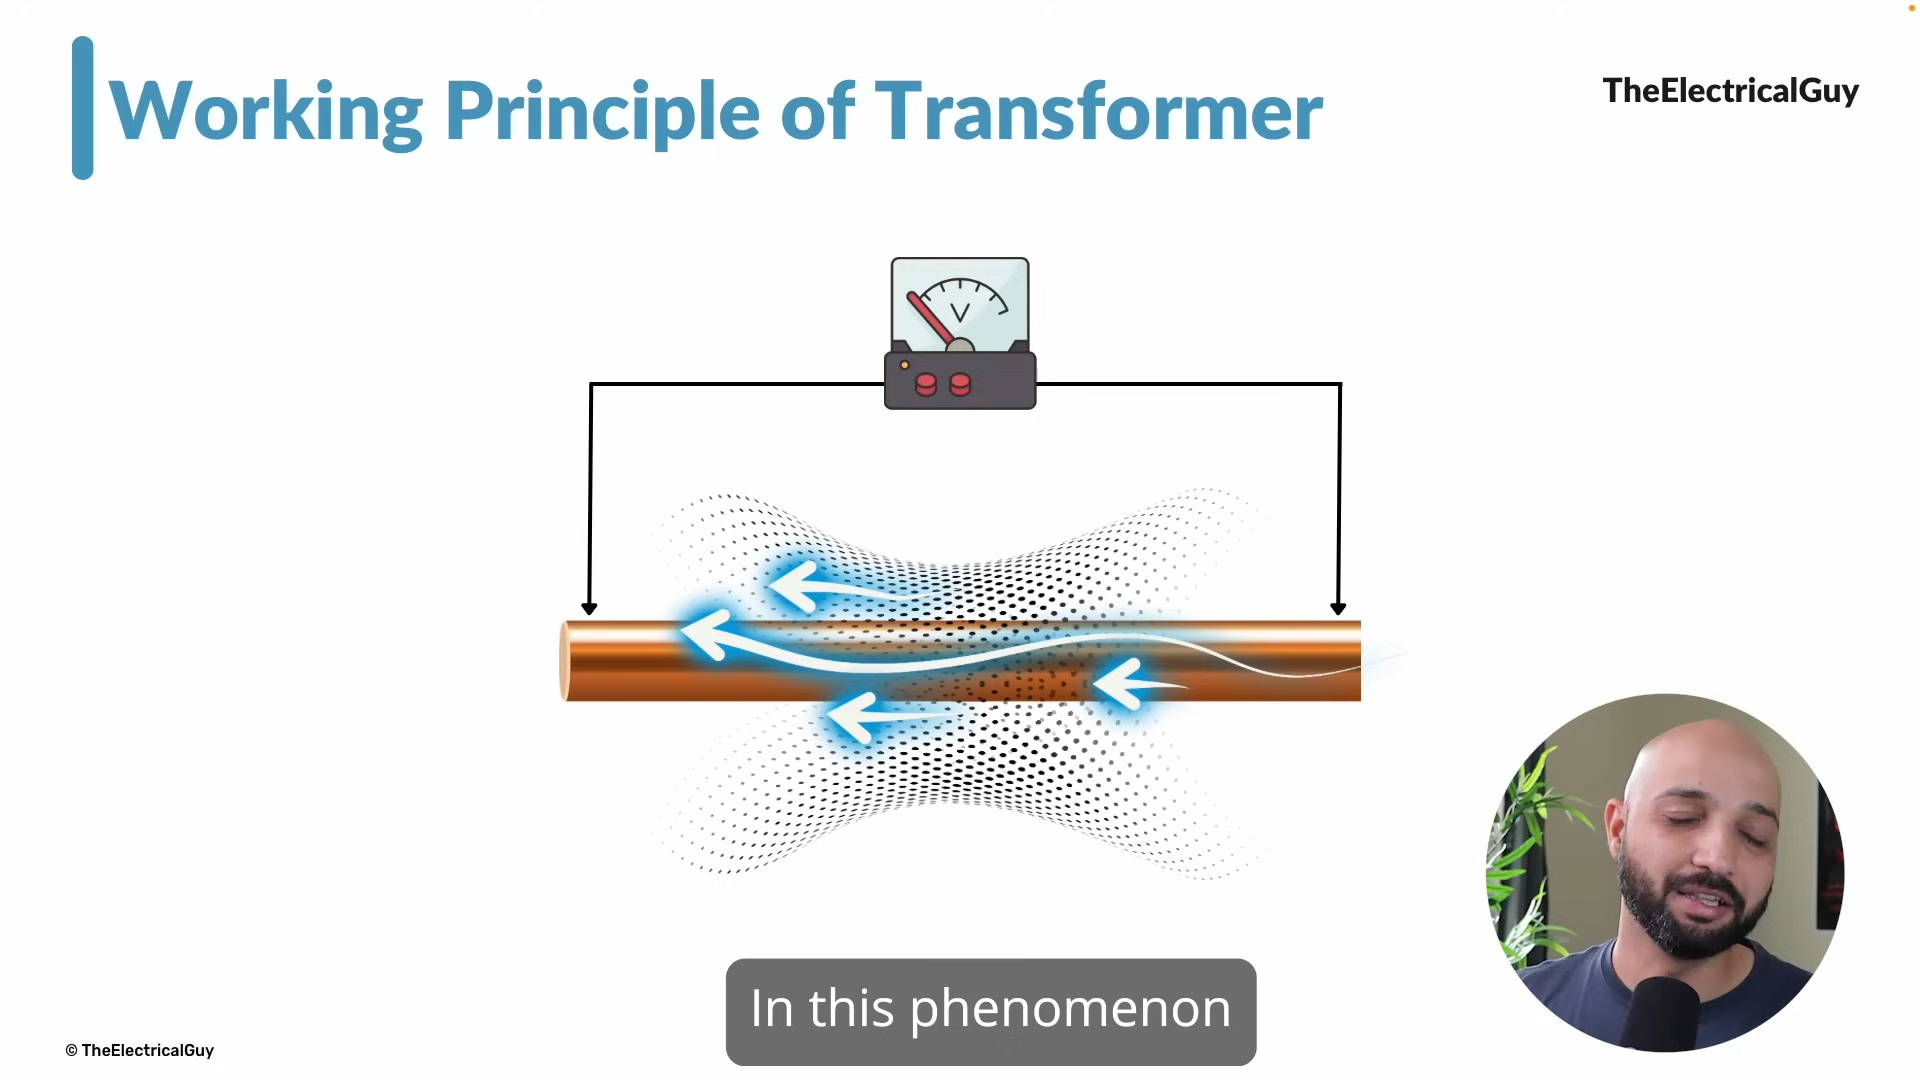 Working Principle of Transformer
TheElectricalGuy
V
In this phenomenon
© TheElectricalGuy